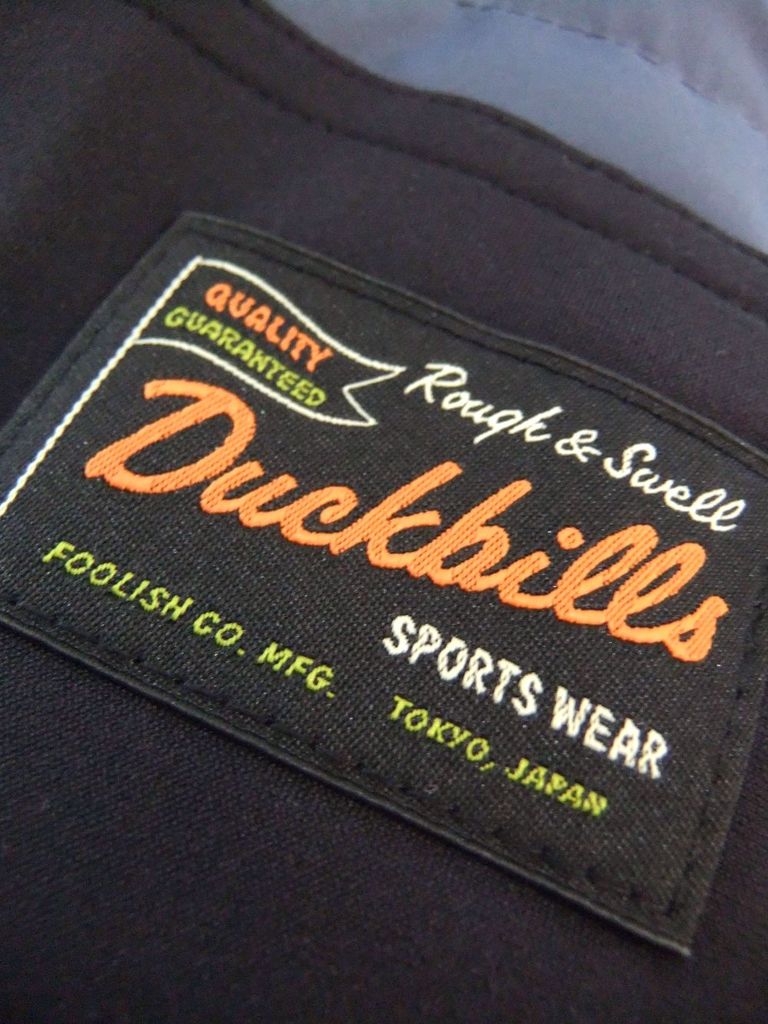 QUALITY
GUARANTEED
Rough & Swell
Duckbills
SPORTS WEAR
FOOLISH CO. MFG. TOKYO, JAPAN